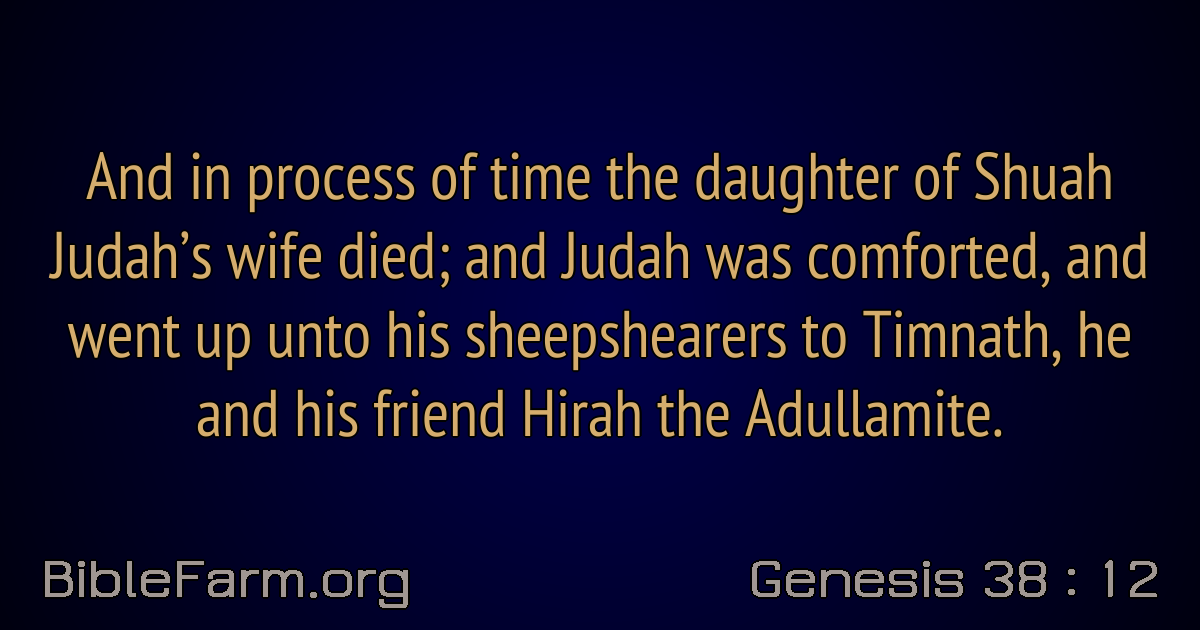 And in process of time the daughter of Shuah
Judah’s wife died; and Judah was comforted, and
went up unto his sheepshearers to Timnath, he
and his friend Hirah the Adullamite.
BibleFarm.org
Genesis 38 : 12